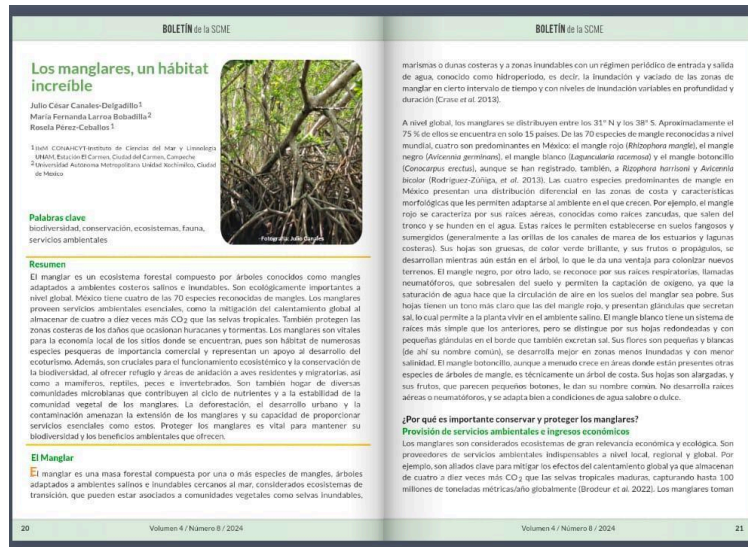 BOLETÍN de la SCME
Los manglares, un hábitat
increíble
Julio César Canales-Delgadillo 1
María Fernanda Larroa Bobadilla 2
Rosela Pérez-Ceballos 1
1 IxM CONAHCYT-Instituto de Ciencias del Mar y Limnología
UNAM, Estación El Carmen, Ciudad del Carmen, Campeche
2 Universidad Autónoma Metropolitana Unidad Xochimilco, Ciudad
de México
Palabras clave
biodiversidad, conservación, ecosistemas, fauna,
servicios ambientales
Fotografía: Julio Canales
Resumen
El manglar es un ecosistema forestal compuesto por árboles conocidos como mangles
adaptados a ambientes costeros salinos e inundables. Son ecológicamente importantes a
nivel global. México tiene cuatro de las 70 especies reconocidas de mangles. Los manglares
proveen servicios ambientales esenciales, como la mitigación del calentamiento global al
almacenar de cuatro a diez veces más CO2 que las selvas tropicales. También protegen las
zonas costeras de los daños que ocasionan huracanes y tormentas. Los manglares son vitales
para la economía local de los sitios donde se encuentran, pues son hábitat de numerosas
especies pesqueras de importancia comercial y representan un apoyo al desarrollo del
ecoturismo. Además, son cruciales para el funcionamiento ecosistémico y la conservación de
la biodiversidad, al ofrecer refugio y áreas de anidación a aves residentes y migratorias, así
como a mamíferos, reptiles, peces e invertebrados. Son también hogar de diversas
comunidades microbianas que contribuyen al ciclo de nutrientes y a la estabilidad de la
comunidad vegetal de los manglares. La deforestación, el desarrollo urbano y la
contaminación amenazan la extensión de los manglares y su capacidad de proporcionar
servicios esenciales como estos. Proteger los manglares es vital para mantener su
biodiversidad y los beneficios ambientales que ofrecen.
El Manglar
El manglar es una masa forestal compuesta por una o más especies de mangles, árboles
adaptados a ambientes salinos e inundables cercanos al mar, considerados ecosistemas de
transición, que pueden estar asociados a comunidades vegetales como selvas inundables,
20
Volumen 4 / Número 8 / 2024
BOLETÍN de la SCME
marismas o dunas costeras y a zonas inundables con un régimen periódico de entrada y salida
de agua, conocido como hidroperiodo, es decir, la inundación y vaciado de las zonas de
manglar en cierto intervalo de tiempo y con niveles de inundación variables en profundidad y
duración (Crase et al. 2013).
A nivel global, los manglares se distribuyen entre los 31° N y los 38° S. Aproximadamente el
75 % de ellos se encuentra en solo 15 países. De las 70 especies de mangle reconocidas a nivel
mundial, cuatro son predominantes en México: el mangle rojo (Rhizophora mangle), el mangle
negro (Avicennia germinans), el mangle blanco (Laguncularia racemosa) y el mangle botoncillo
(Conocarpus erectus), aunque se han registrado, también, a Rizophora harrisoni y Avicennia
bicolor (Rodríguez-Zúñiga, et al. 2013). Las cuatro especies predominantes de mangle en
México presentan una distribución diferencial en las zonas de costa y características
morfológicas que les permiten adaptarse al ambiente en el que crecen. Por ejemplo, el mangle
rojo se caracteriza por sus raíces aéreas, conocidas como raíces zancudas, que salen del
tronco y se hunden en el agua. Estas raíces le permiten establecerse en suelos fangosos y
sumergidos (generalmente a las orillas de los canales de marea de los estuarios y lagunas
costeras). Sus hojas son gruesas, de color verde brillante, y sus frutos o propágulos, se
desarrollan mientras aún están en el árbol, lo que le da una ventaja para colonizar nuevos
terrenos. El mangle negro, por otro lado, se reconoce por sus raíces respiratorias, llamadas
neumatóforos, que sobresalen del suelo y permiten la captación de oxígeno, ya que la
saturación de agua hace que la circulación de aire en los suelos del manglar sea pobre. Sus
hojas tienen un tono más claro que las del mangle rojo, y presentan glándulas que secretan
sal, lo cual permite a la planta vivir en el ambiente salino. El mangle blanco tiene un sistema de
raíces más simple que los anteriores, pero se distingue por sus hojas redondeadas y con
pequeñas glándulas en el borde que también excretan sal. Sus flores son pequeñas y blancas
(de ahí su nombre común), se desarrolla mejor en zonas menos inundadas y con menor
salinidad. El mangle botoncillo, aunque a menudo crece en áreas donde están presentes otras
especies de árboles de mangle, es técnicamente un árbol de costa. Sus hojas son alargadas, y
sus frutos, que parecen pequeños botones, le dan su nombre común. No desarrolla raíces
aéreas o neumatóforos, y se adapta bien a condiciones de agua salobre o dulce.
¿Por qué es importante conservar y proteger los manglares?
Provisión de servicios ambientales e ingresos económicos
Los manglares son considerados ecosistemas de gran relevancia económica y ecológica. Son
proveedores de servicios ambientales indispensables a nivel local, regional y global. Por
ejemplo, son aliados clave para mitigar los efectos del calentamiento global ya que almacenan
de cuatro a diez veces más CO2 que las selvas tropicales maduras, capturando hasta 100
millones de toneladas métricas/año globalmente (Brodeur et al. 2022). Los manglares toman
Volumen 4 / Número 8 / 2024
21